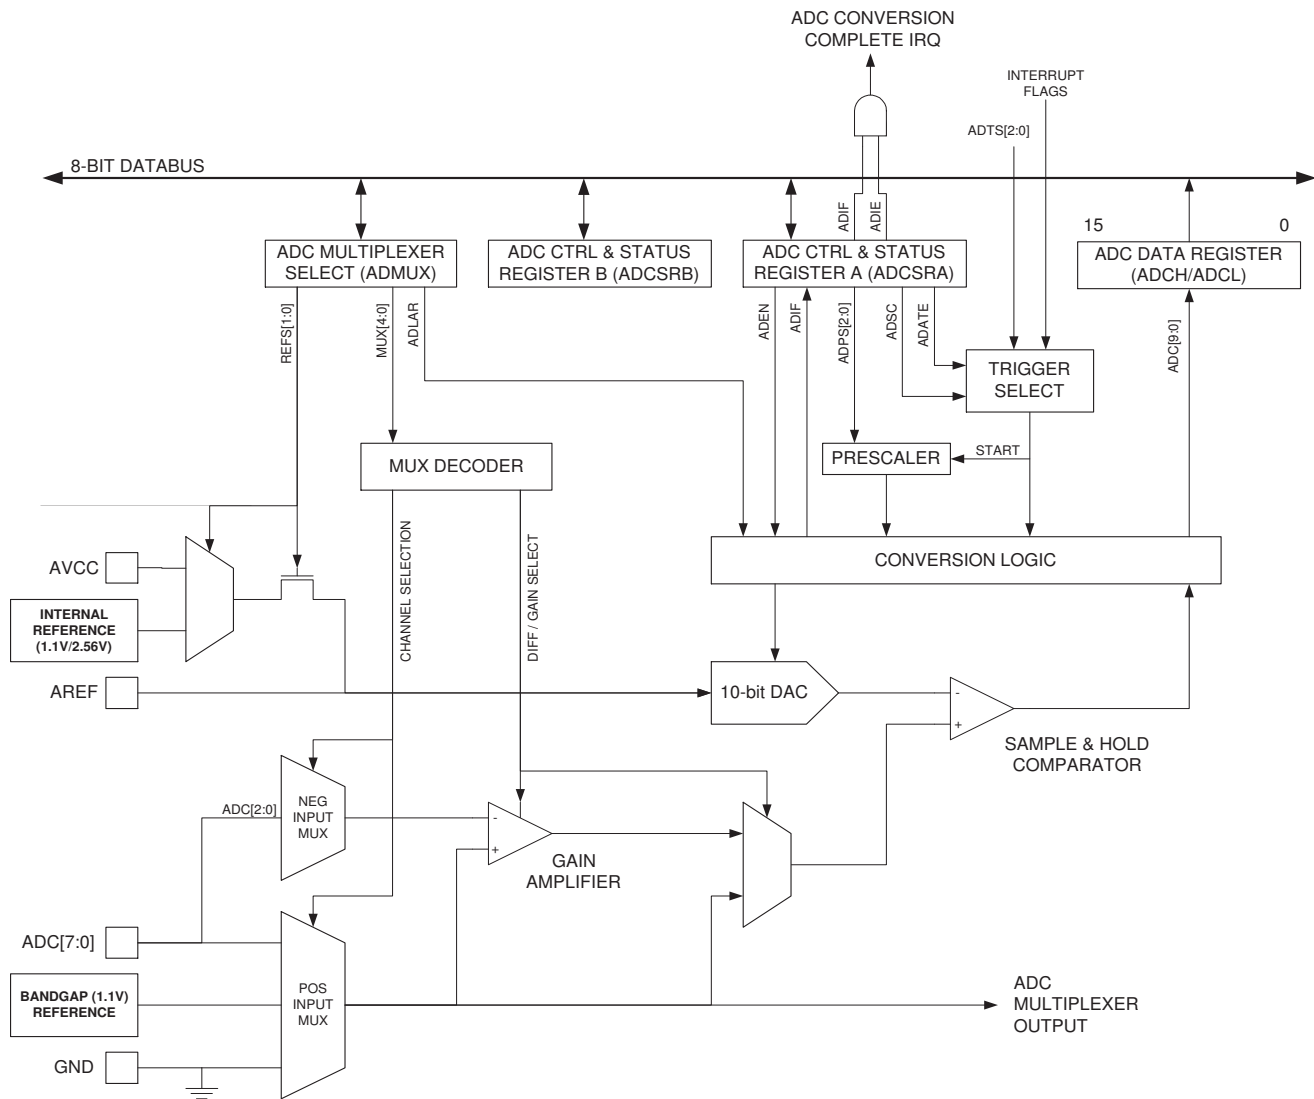 ADC CONVERSION
COMPLETE IRQ
INTERRUPT
FLAGS
ADTS[2:0]
8-BIT DATABUS
ADIF
ADIE
15
0
ADC MULTIPLEXER
SELECT (ADMUX)
ADC CTRL & STATUS
REGISTER B (ADCSRB)
ADC CTRL & STATUS
REGISTER A (ADCSRA)
ADC DATA REGISTER
(ADCH/ADCL)
REFS[1:0]
MUX[4:0]
ADLAR
ADEN
ADIF
ADPS[2:0]
ADSC
ADATE
ADC[9:0]
TRIGGER
SELECT
MUX DECODER
PRESCALER
START
CHANNEL SELECTION
DIFF / GAIN SELECT
CONVERSION LOGIC
AVCC
INTERNAL
REFERENCE
(1.1V/2.56V)
AREF
10-bit DAC
-
+
SAMPLE & HOLD
COMPARATOR
ADC[2:0]
NEG
INPUT
MUX
-
+
GAIN
AMPLIFIER
ADC[7:0]
BANDGAP (1.1V)
REFERENCE
POS
INPUT
MUX
ADC
MULTIPLEXER
OUTPUT
GND